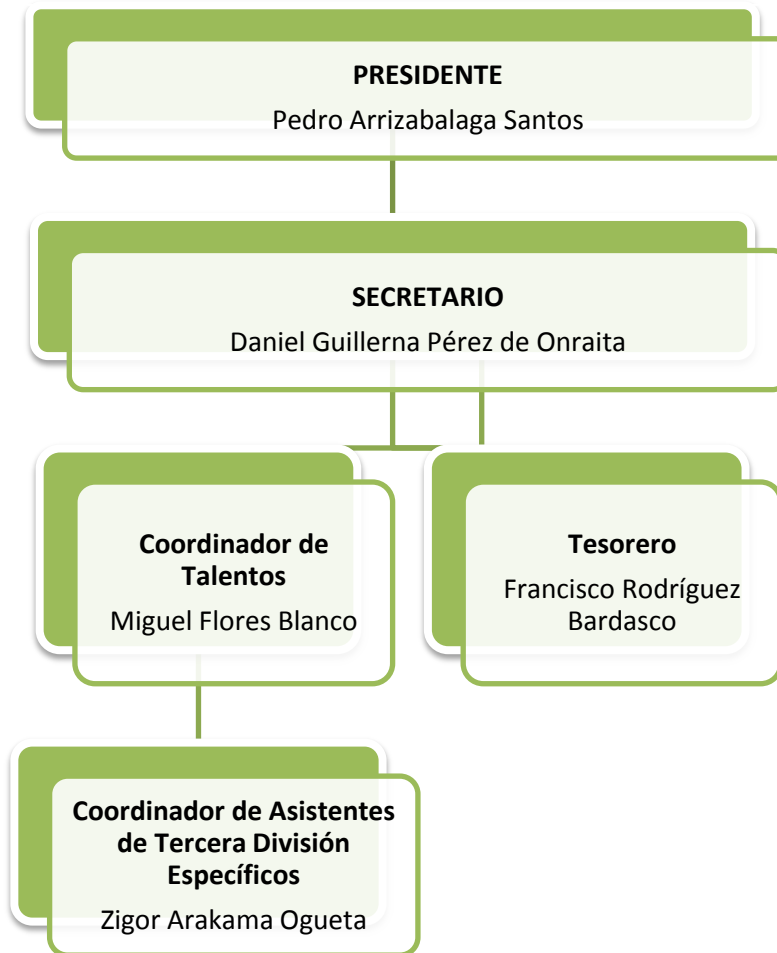 PRESIDENTE
Pedro Arrizabalaga Santos
SECRETARIO
Daniel Guillerna Pérez de Onraita
Coordinador de
Talentos
Miguel Flores Blanco
Tesorero
Francisco Rodríguez
Bardasco
Coordinador de Asistentes
de Tercera División
Específicos
Zigor Arakama Ogueta